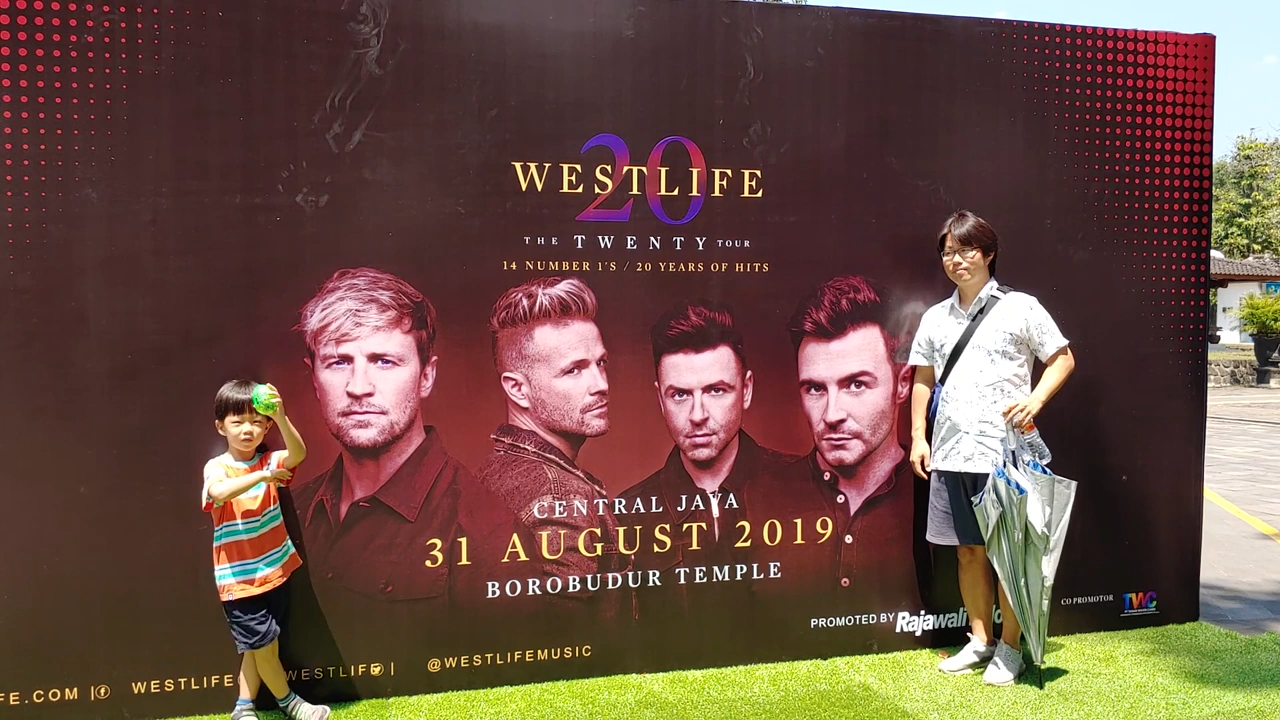 20
WESTLIFE
THE TWENTY TOUR
14 NUMBER 1'S / 20 YEARS OF HITS
CENTRAL JAVA
31 AUGUST 2019
BOROBUDUR TEMPLE
PROMOTED BY Rajawali
CO PROMOTOR TWC
FE.COM | WESTLIFE WESTLIFE | @WESTLIFEMUSIC